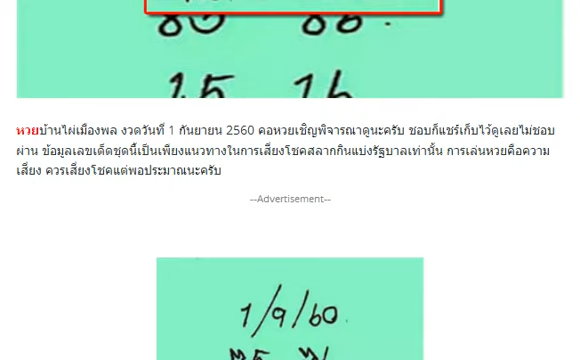 85 86.
15 16
หวยบ้านไผ่เมืองพล งวดวันที่ 1 กันยายน 2560 คอหวยเชิญพิจารณาดูนะครับ ชอบก็แชร์เก็บไว้ดูเลยไม่ชอบ
ผ่าน ข้อมูลเลขเด็ดชุดนี้เป็นเพียงแนวทางในการเสี่ยงโชคสลากกินแบ่งรัฐบาลเท่านั้น การเล่นหวยคือความ
เสี่ยง ควรเสี่ยงโชคแต่พอประมาณนะครับ
--Advertisement--
1/9/60.